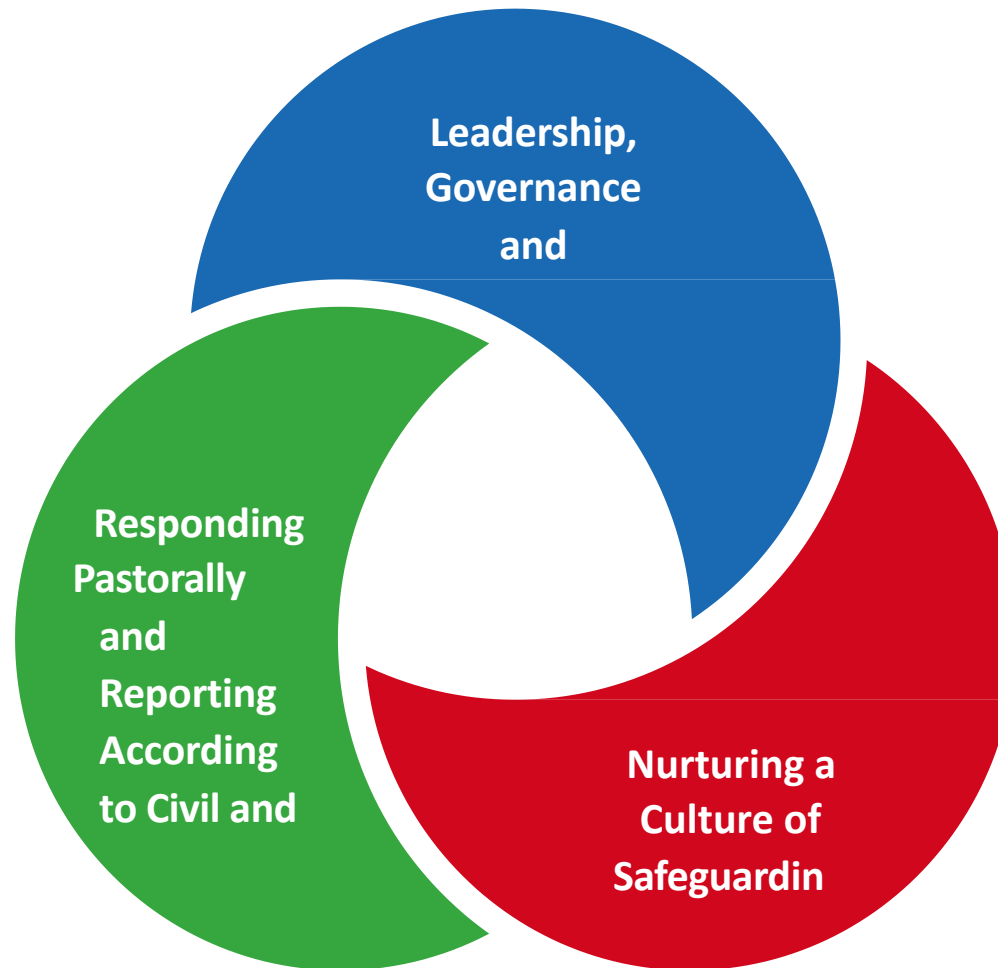 Leadership,
Governance
and
Responding
Pastorally
and
Reporting
According
to Civil and
Nurturing a
Culture of
Safeguardin